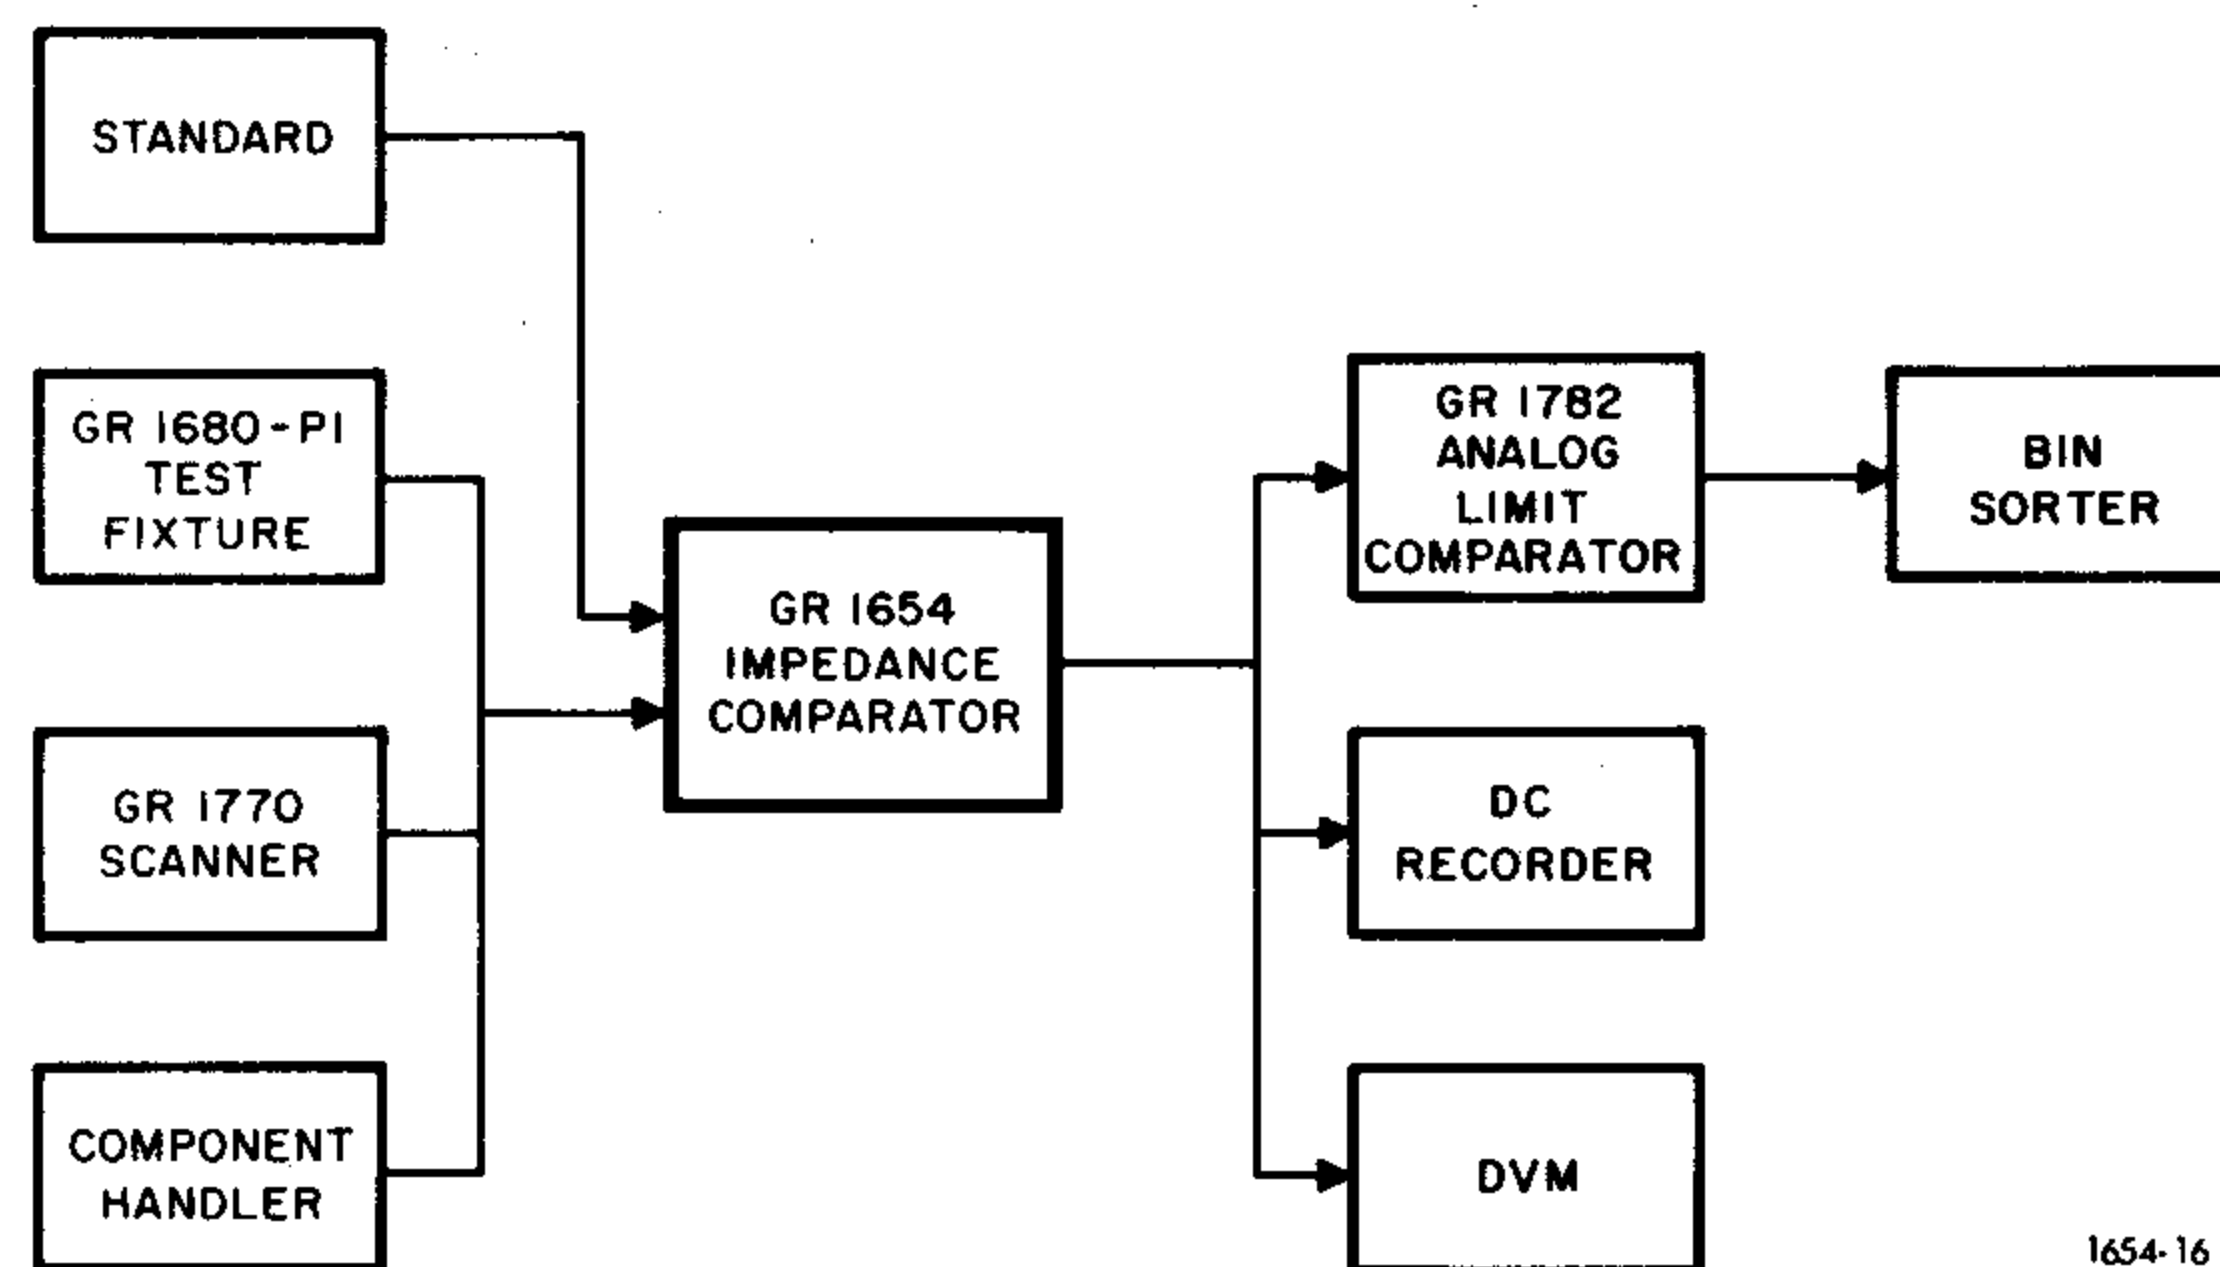 STANDARD
GR 1680-P1
TEST
FIXTURE
GR 1770
SCANNER
COMPONENT
HANDLER
GR 1654
IMPEDANCE
COMPARATOR
GR 1782
ANALOG
LIMIT
COMPARATOR
BIN
SORTER
DC
RECORDER
DVM
1654-16